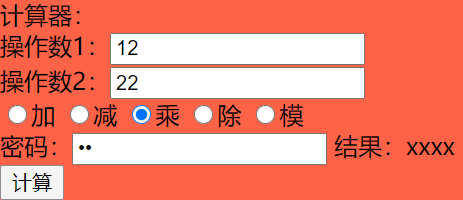 计算器：
操作数1：12
操作数2：22
加 减 乘 除 模
密码：•• 结果：xxxx
计算